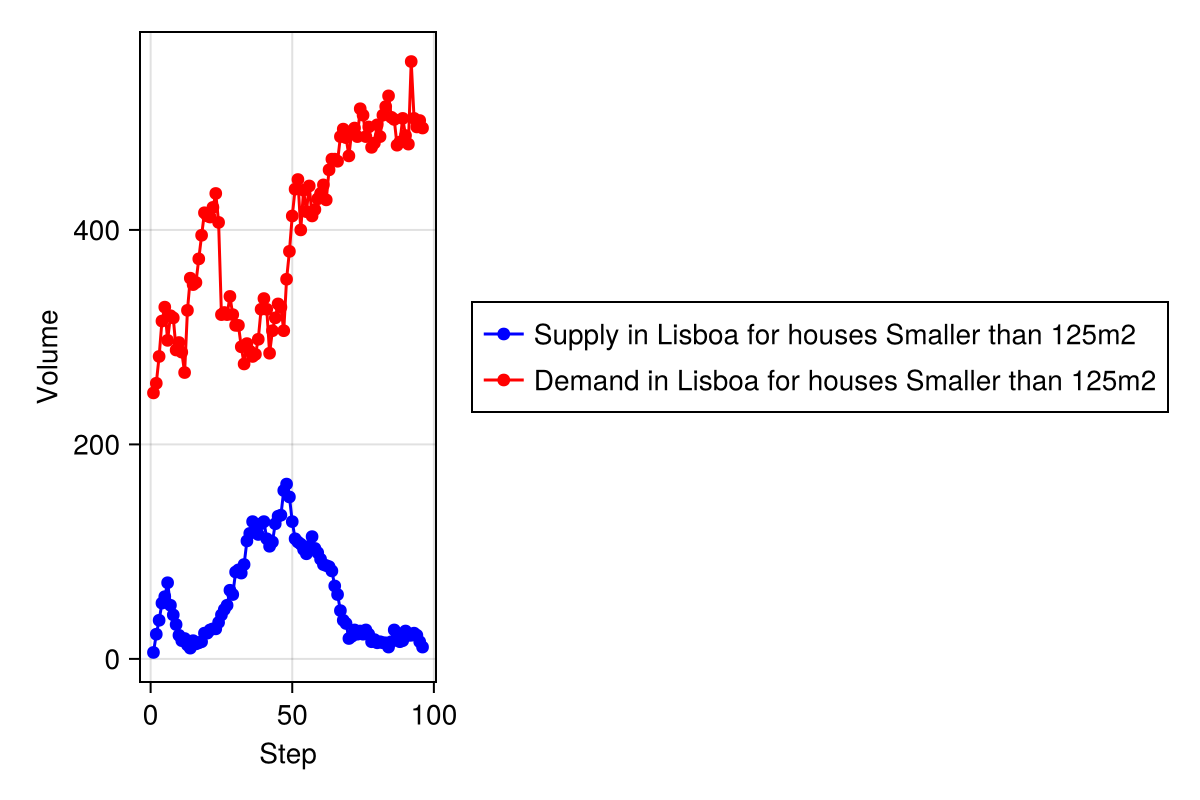 Volume
400
200
0
0 50 100
Step
Supply in Lisboa for houses Smaller than 125m2
Demand in Lisboa for houses Smaller than 125m2